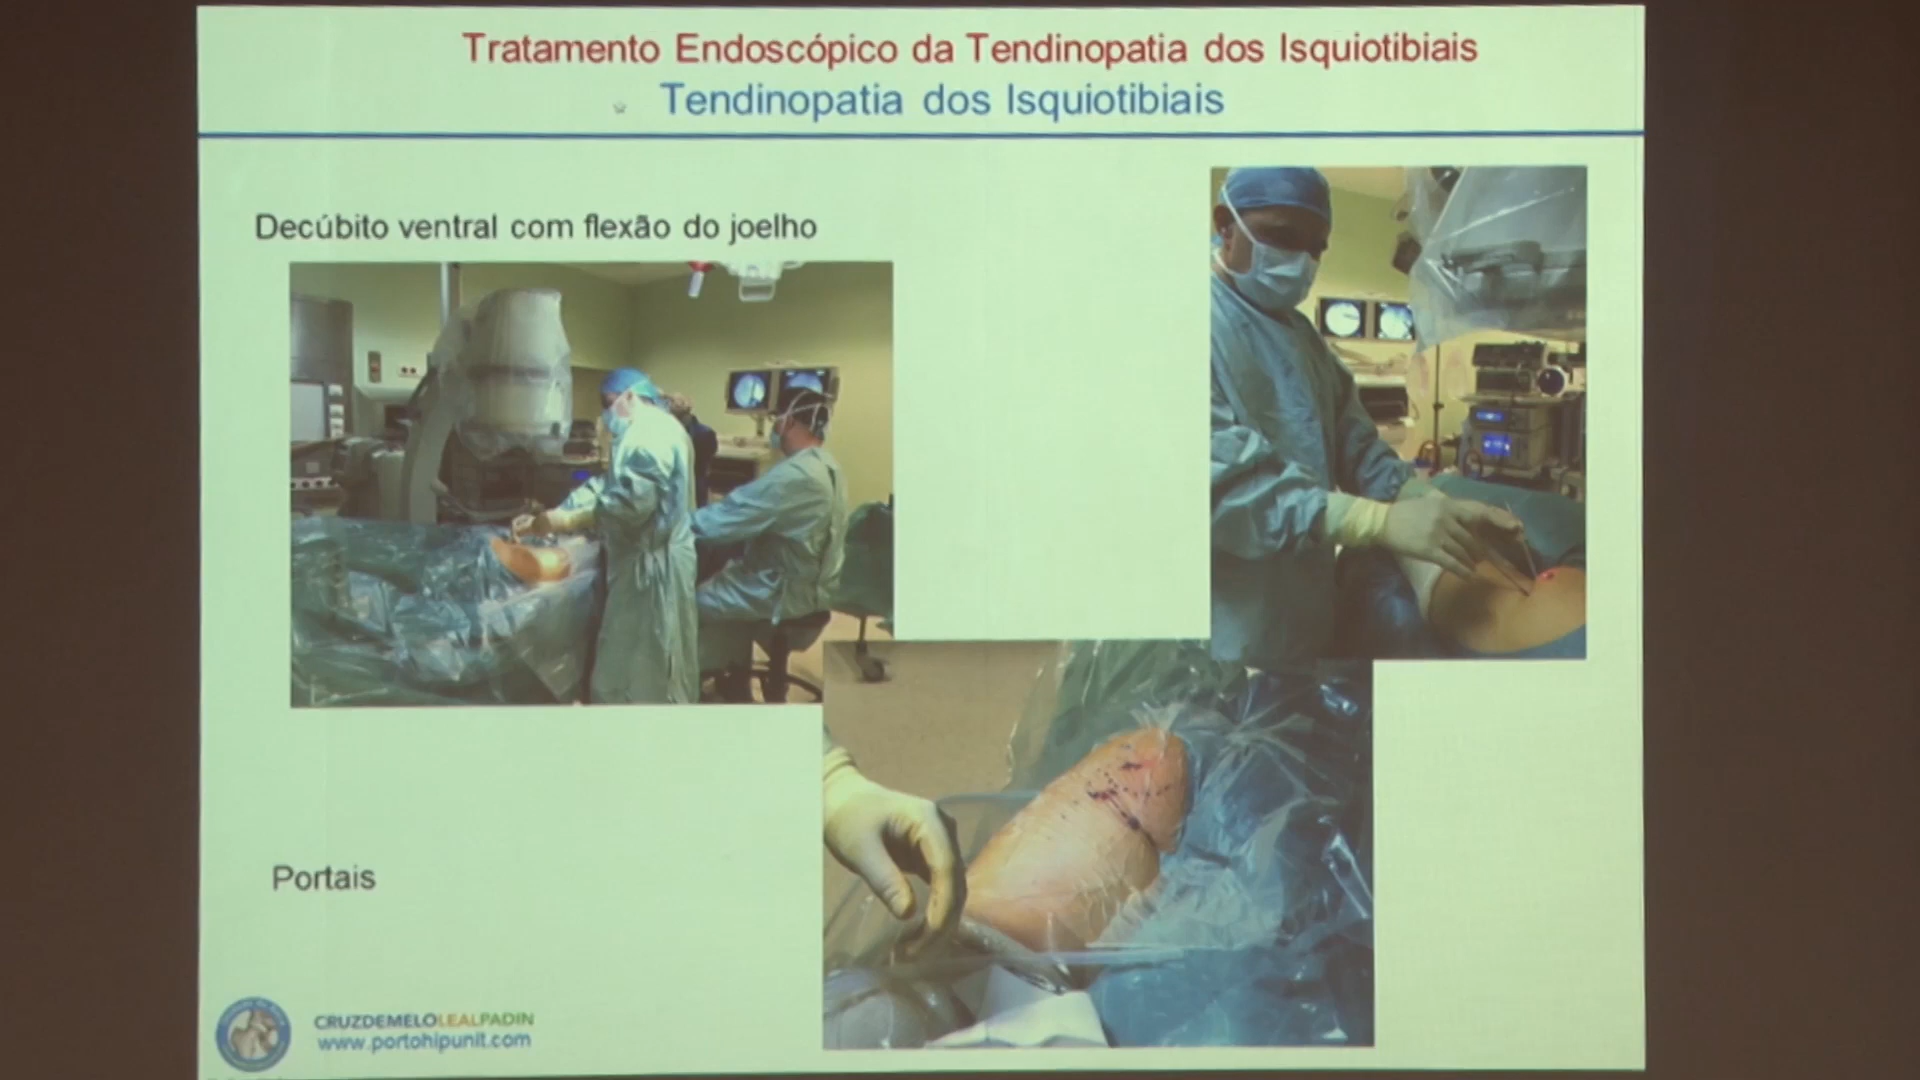 Tratamento Endoscópico da Tendinopatia dos Isquiotibiais
Tendinopatia dos Isquiotibiais
Decúbito ventral com flexão do joelho
Portais
CRUZDEMELOLEALPADIN
www.portohipunit.com